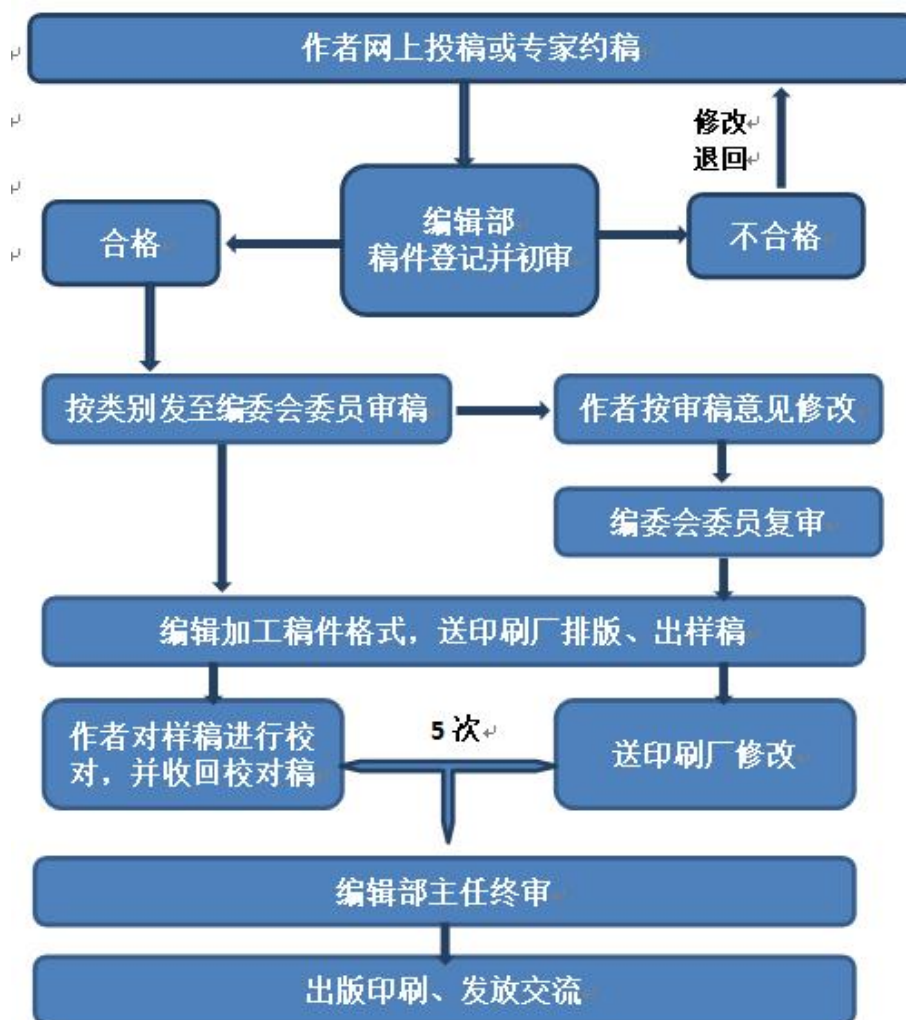 作者网上投稿或专家约稿
修改
退回
编辑部
稿件登记并初审
合格
不合格
按类别发至编委会委员审稿
作者按审稿意见修改
编委会委员复审
编辑加工稿件格式，送印刷厂排版、出样稿
作者对样稿进行校
对，并收回校对稿
5 次
送印刷厂修改
编辑部主任终审
出版印刷、发放交流